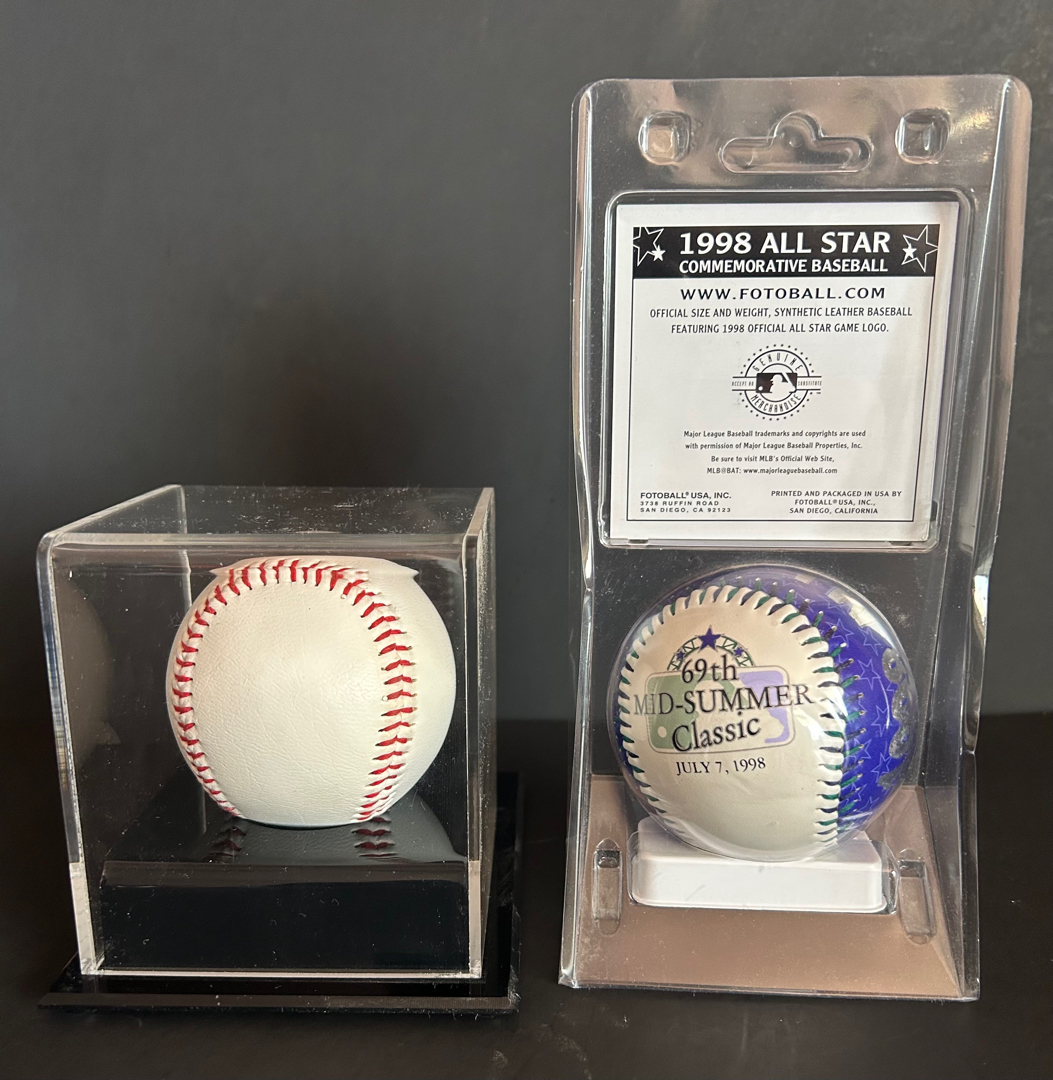 1998 ALL STAR
COMMEMORATIVE BASEBALL
WWW.FOTOBALL.COM
OFFICIAL SIZE AND WEIGHT, SYNTHETIC LEATHER BASEBALL
FEATURING 1998 OFFICIAL ALL STAR GAME LOGO.
GENUINE
ACCEPT NO SUBSTITUTE
MERCHANDISE
Major League Baseball trademarks and copyrights are used
with permission of Major League Baseball Properties, Inc.
Be sure to visit MLB's Official Web Site,
MLB@BAT: www.majorleaguebaseball.com
FOTOBALL® USA, INC.
3738 RUFFIN ROAD
SAN DIEGO, CA 92123
PRINTED AND PACKAGED IN USA BY
FOTOBALL® USA, INC.,
SAN DIEGO, CALIFORNIA
69th
MID-SUMMER
Classic
JULY 7, 1998